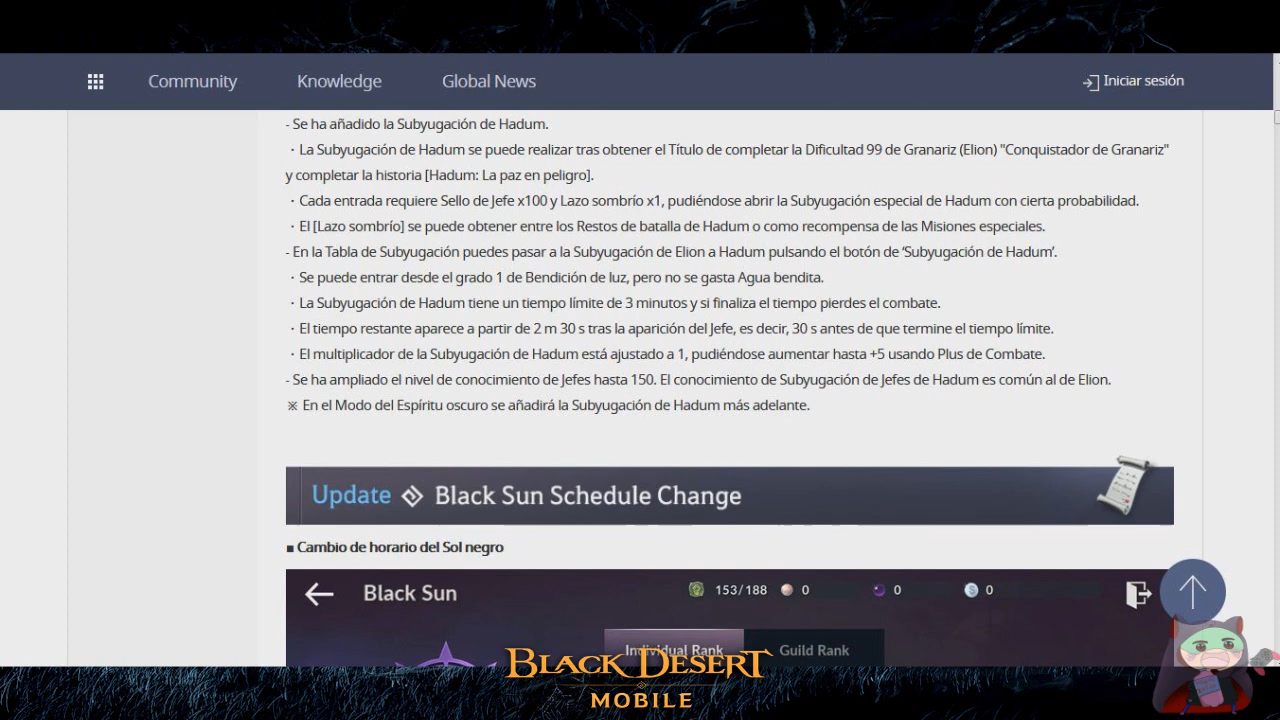 Community
Knowledge
Global News
Iniciar sesión
- Se ha añadido la Subyugación de Hadum.
・La Subyugación de Hadum se puede realizar tras obtener el Título de completar la Dificultad 99 de Granariz (Elion) "Conquistador de Granariz"
y completar la historia [Hadum: La paz en peligro].
・Cada entrada requiere Sello de Jefe x100 y Lazo sombrío x1, pudiéndose abrir la Subyugación especial de Hadum con cierta probabilidad.
・El [Lazo sombrío] se puede obtener entre los Restos de batalla de Hadum o como recompensa de las Misiones especiales.
- En la Tabla de Subyugación puedes pasar a la Subyugación de Elion a Hadum pulsando el botón de ‘Subyugación de Hadum’.
・Se puede entrar desde el grado 1 de Bendición de luz, pero no se gasta Agua bendita.
・La Subyugación de Hadum tiene un tiempo límite de 3 minutos y si finaliza el tiempo pierdes el combate.
・El tiempo restante aparece a partir de 2 m 30 s tras la aparición del Jefe, es decir, 30 s antes de que termine el tiempo límite.
・El multiplicador de la Subyugación de Hadum está ajustado a 1, pudiéndose aumentar hasta +5 usando Plus de Combate.
- Se ha ampliado el nivel de conocimiento de Jefes hasta 150. El conocimiento de Subyugación de Jefes de Hadum es común al de Elion.
※ En el Modo del Espíritu oscuro se añadirá la Subyugación de Hadum más adelante.
Update Black Sun Schedule Change
■ Cambio de horario del Sol negro
Black Sun
153/188
0
0
0
Individual Rank
Guild Rank
BLACK DESERT
MOBILE